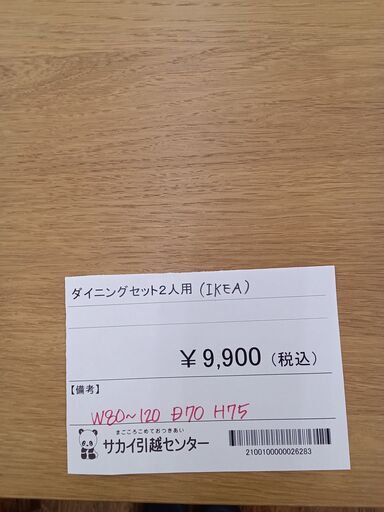 ダイニングセット2人用 (IKEA)
¥9,900 (税込)
【備考】
W80~120 D70 H75
まごころこめておつきあい
サカイ引越センター
2100100000026283